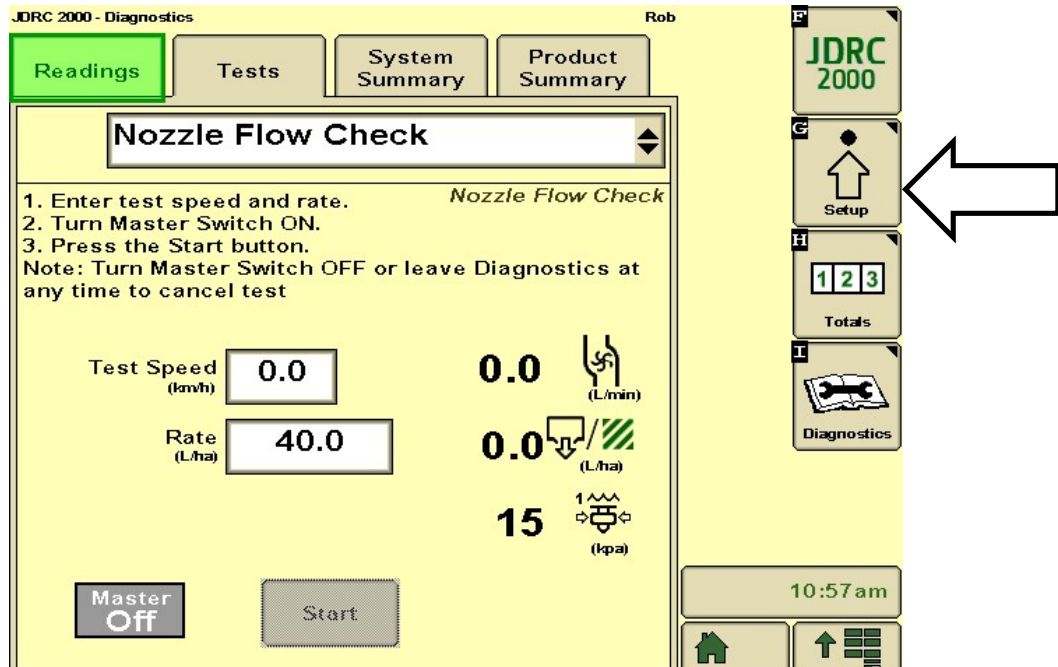 JDRC 2000 - Diagnostics
Rob
Readings
Tests
System
Summary
Product
Summary
Nozzle Flow Check
Nozzle Flow Check
1. Enter test speed and rate.
2. Turn Master Switch ON.
3. Press the Start button.
Note: Turn Master Switch OFF or leave Diagnostics at
any time to cancel test
Test Speed
(km/h)
0.0
0.0
(L/min)
Rate
(L/ha)
40.0
0.0
/
(L/ha)
15
1
(kpa)
Master
Off
Start
F
JDRC
2000
G
Setup
H
1 2 3
Totals
I
Diagnostics
10:57am